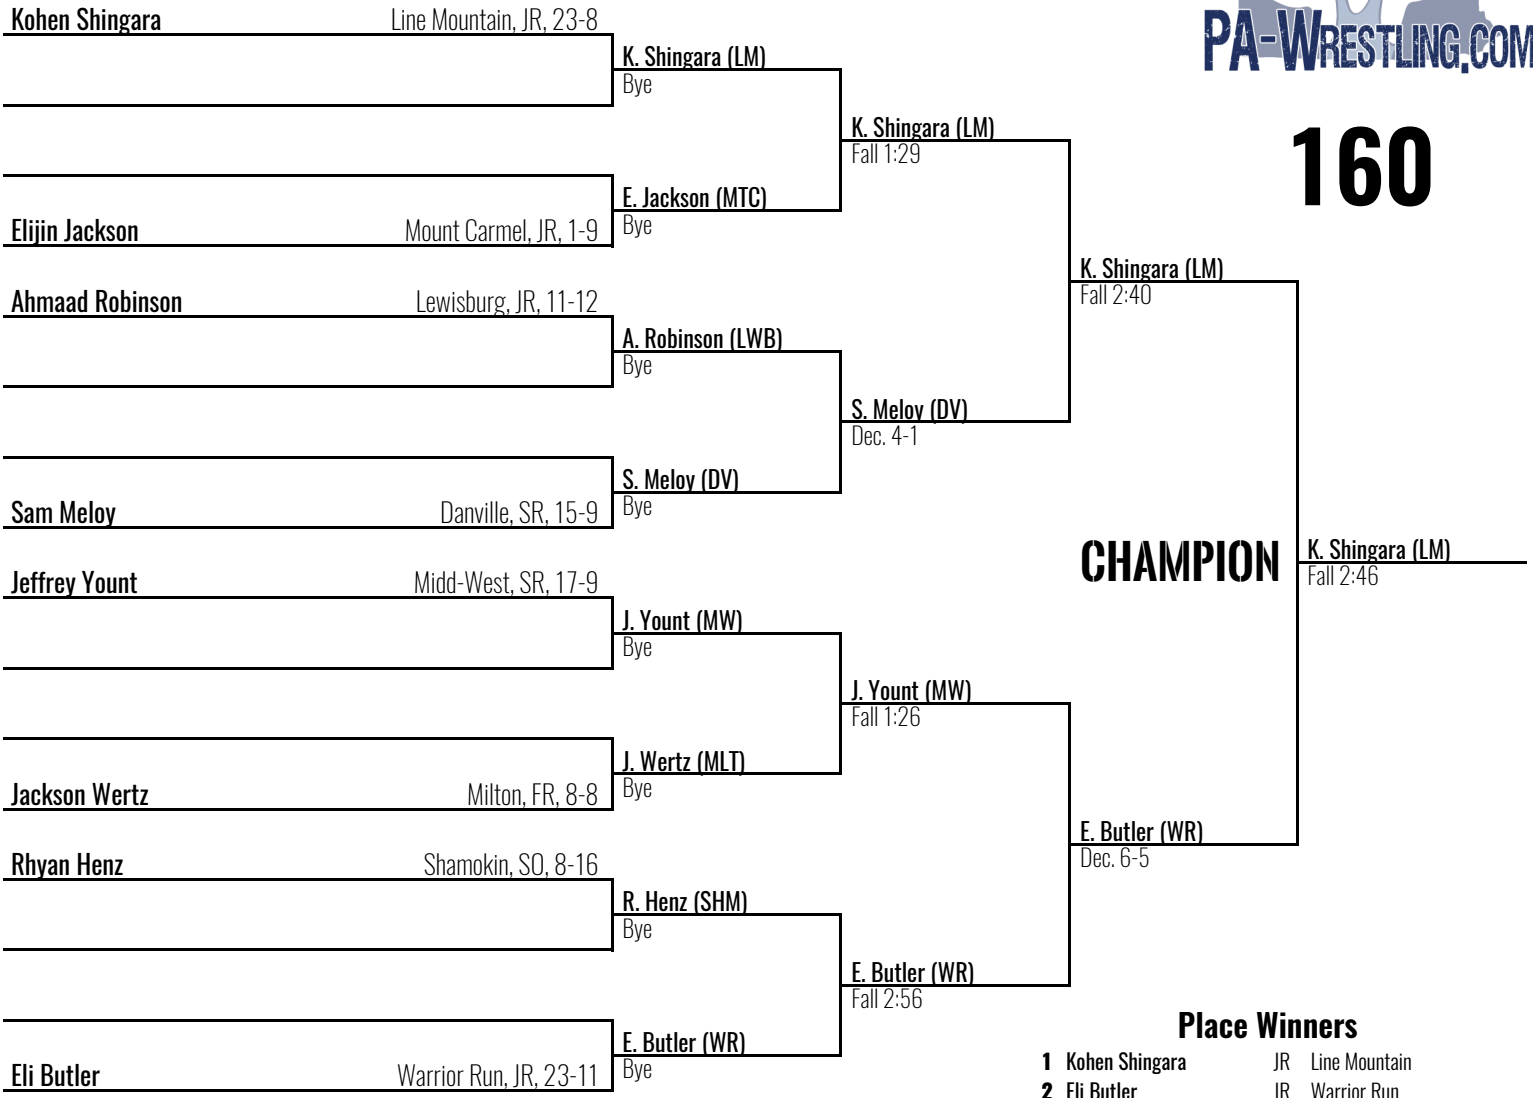 Kohen Shingara Line Mountain, JR, 23-8
PA-WRESTLING.COM
K. Shingara (LM)
Bye
K. Shingara (LM)
Fall 1:29
160
E. Jackson (MTC)
Bye
Elijin Jackson Mount Carmel, JR, 1-9
K. Shingara (LM)
Fall 2:40
Ahmaad Robinson Lewisburg, JR, 11-12
A. Robinson (LWB)
Bye
S. Meloy (DV)
Dec. 4-1
S. Meloy (DV)
Bye
Sam Meloy Danville, SR, 15-9
CHAMPION
K. Shingara (LM)
Fall 2:46
Jeffrey Yount Midd-West, SR, 17-9
J. Yount (MW)
Bye
J. Yount (MW)
Fall 1:26
J. Wertz (MLT)
Bye
Jackson Wertz Milton, FR, 8-8
E. Butler (WR)
Dec. 6-5
Rhyan Henz Shamokin, SO, 8-16
R. Henz (SHM)
Bye
E. Butler (WR)
Fall 2:56
E. Butler (WR)
Bye
Eli Butler Warrior Run, JR, 23-11
Place Winners
1 Kohen Shingara JR Line Mountain
2 Eli Butler JR Warrior Run